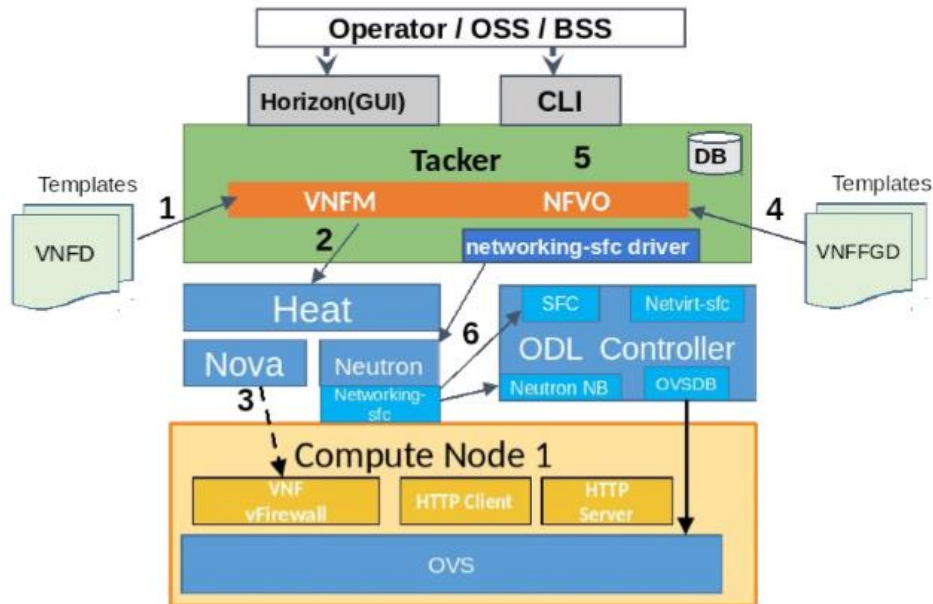 Operator / OSS / BSS
Horizon(GUI)
CLI
Tacker
5
DB
Templates
VNFD
1
VNFM
NFVO
4
Templates
VNFFGD
2
networking-sfc driver
Heat
SFC
Netvirt-sfc
6
ODL Controller
Nova
Neutron
Networking-
sfc
Neutron NB
OVSDB
3
Compute Node 1
VNF
vFirewall
HTTP Client
HTTP
Server
OVS